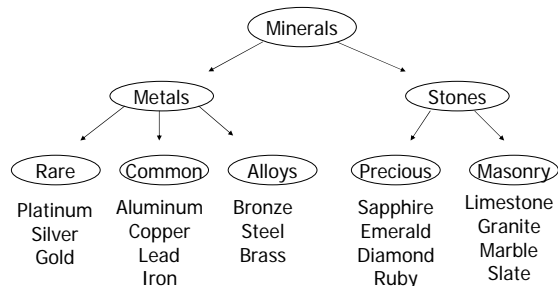 Minerals
Metals
Stones
Rare
Common
Alloys
Precious
Masonry
Platinum
Silver
Gold
Aluminum
Copper
Lead
Iron
Bronze
Steel
Brass
Sapphire
Emerald
Diamond
Ruby
Limestone
Granite
Marble
Slate